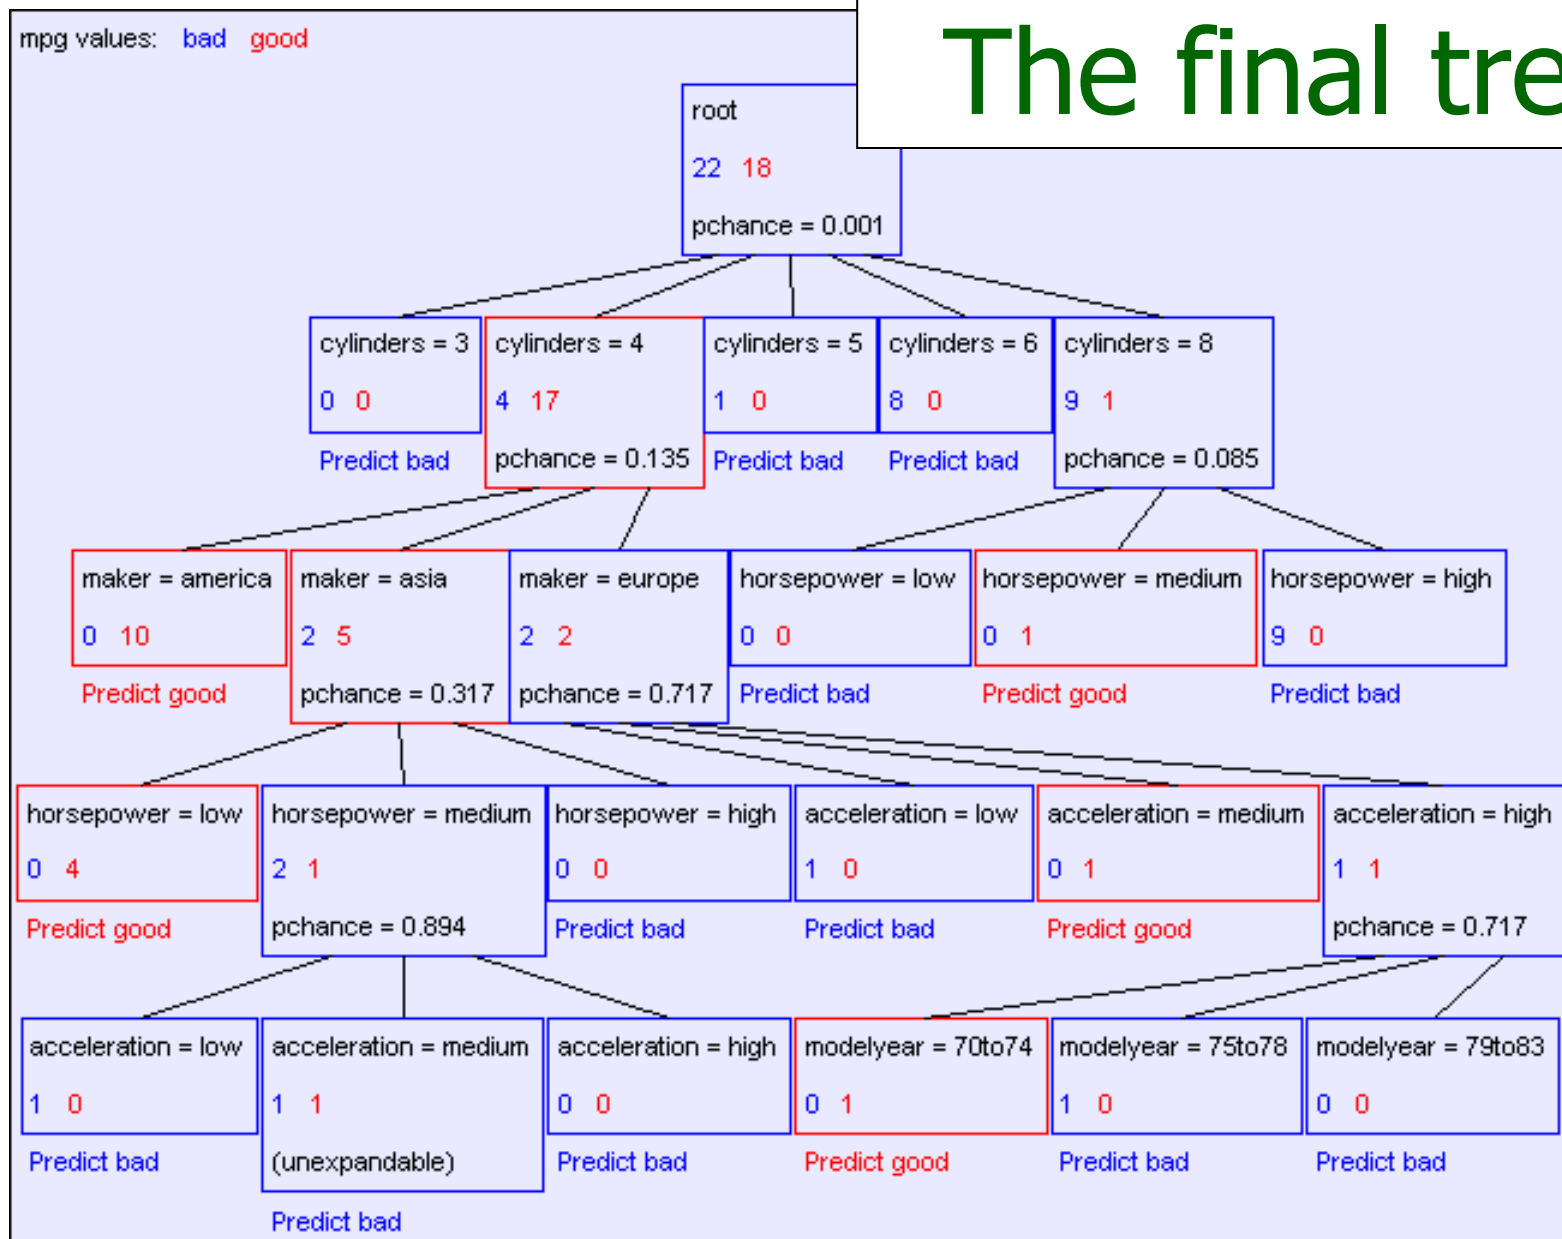 The final tre
mpg values: bad good
root
22 18
pchance = 0.001
cylinders = 3
0 0
Predict bad
cylinders = 4
4 17
pchance = 0.135
cylinders = 5
1 0
Predict bad
cylinders = 6
8 0
Predict bad
cylinders = 8
9 1
pchance = 0.085
maker = america
0 10
Predict good
maker = asia
2 5
pchance = 0.317
maker = europe
2 2
pchance = 0.717
horsepower = low
0 0
Predict bad
horsepower = medium
0 1
Predict good
horsepower = high
9 0
Predict bad
horsepower = low
0 4
Predict good
horsepower = medium
2 1
pchance = 0.894
horsepower = high
0 0
Predict bad
acceleration = low
1 0
Predict bad
acceleration = medium
0 1
Predict good
acceleration = high
1 1
pchance = 0.717
acceleration = low
1 0
Predict bad
acceleration = medium
1 1
(unexpandable)
Predict bad
acceleration = high
0 0
Predict bad
modelyear = 70to74
0 1
Predict good
modelyear = 75to78
1 0
Predict bad
modelyear = 79to83
0 0
Predict bad